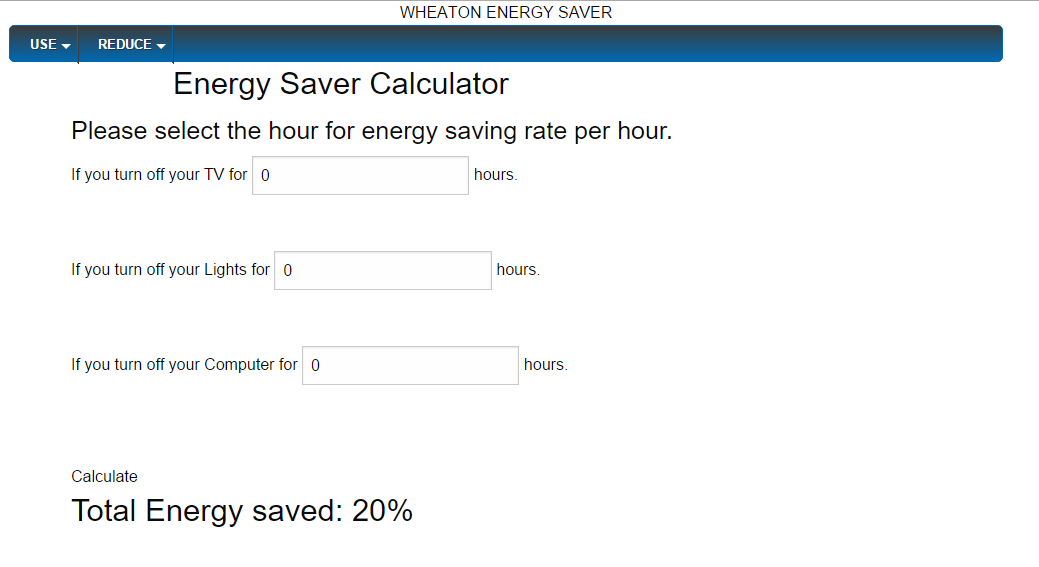 WHEATON ENERGY SAVER
USE REDUCE
Energy Saver Calculator
Please select the hour for energy saving rate per hour.
If you turn off your TV for 0 hours.
If you turn off your Lights for 0 hours.
If you turn off your Computer for 0 hours.
Calculate
Total Energy saved: 20%